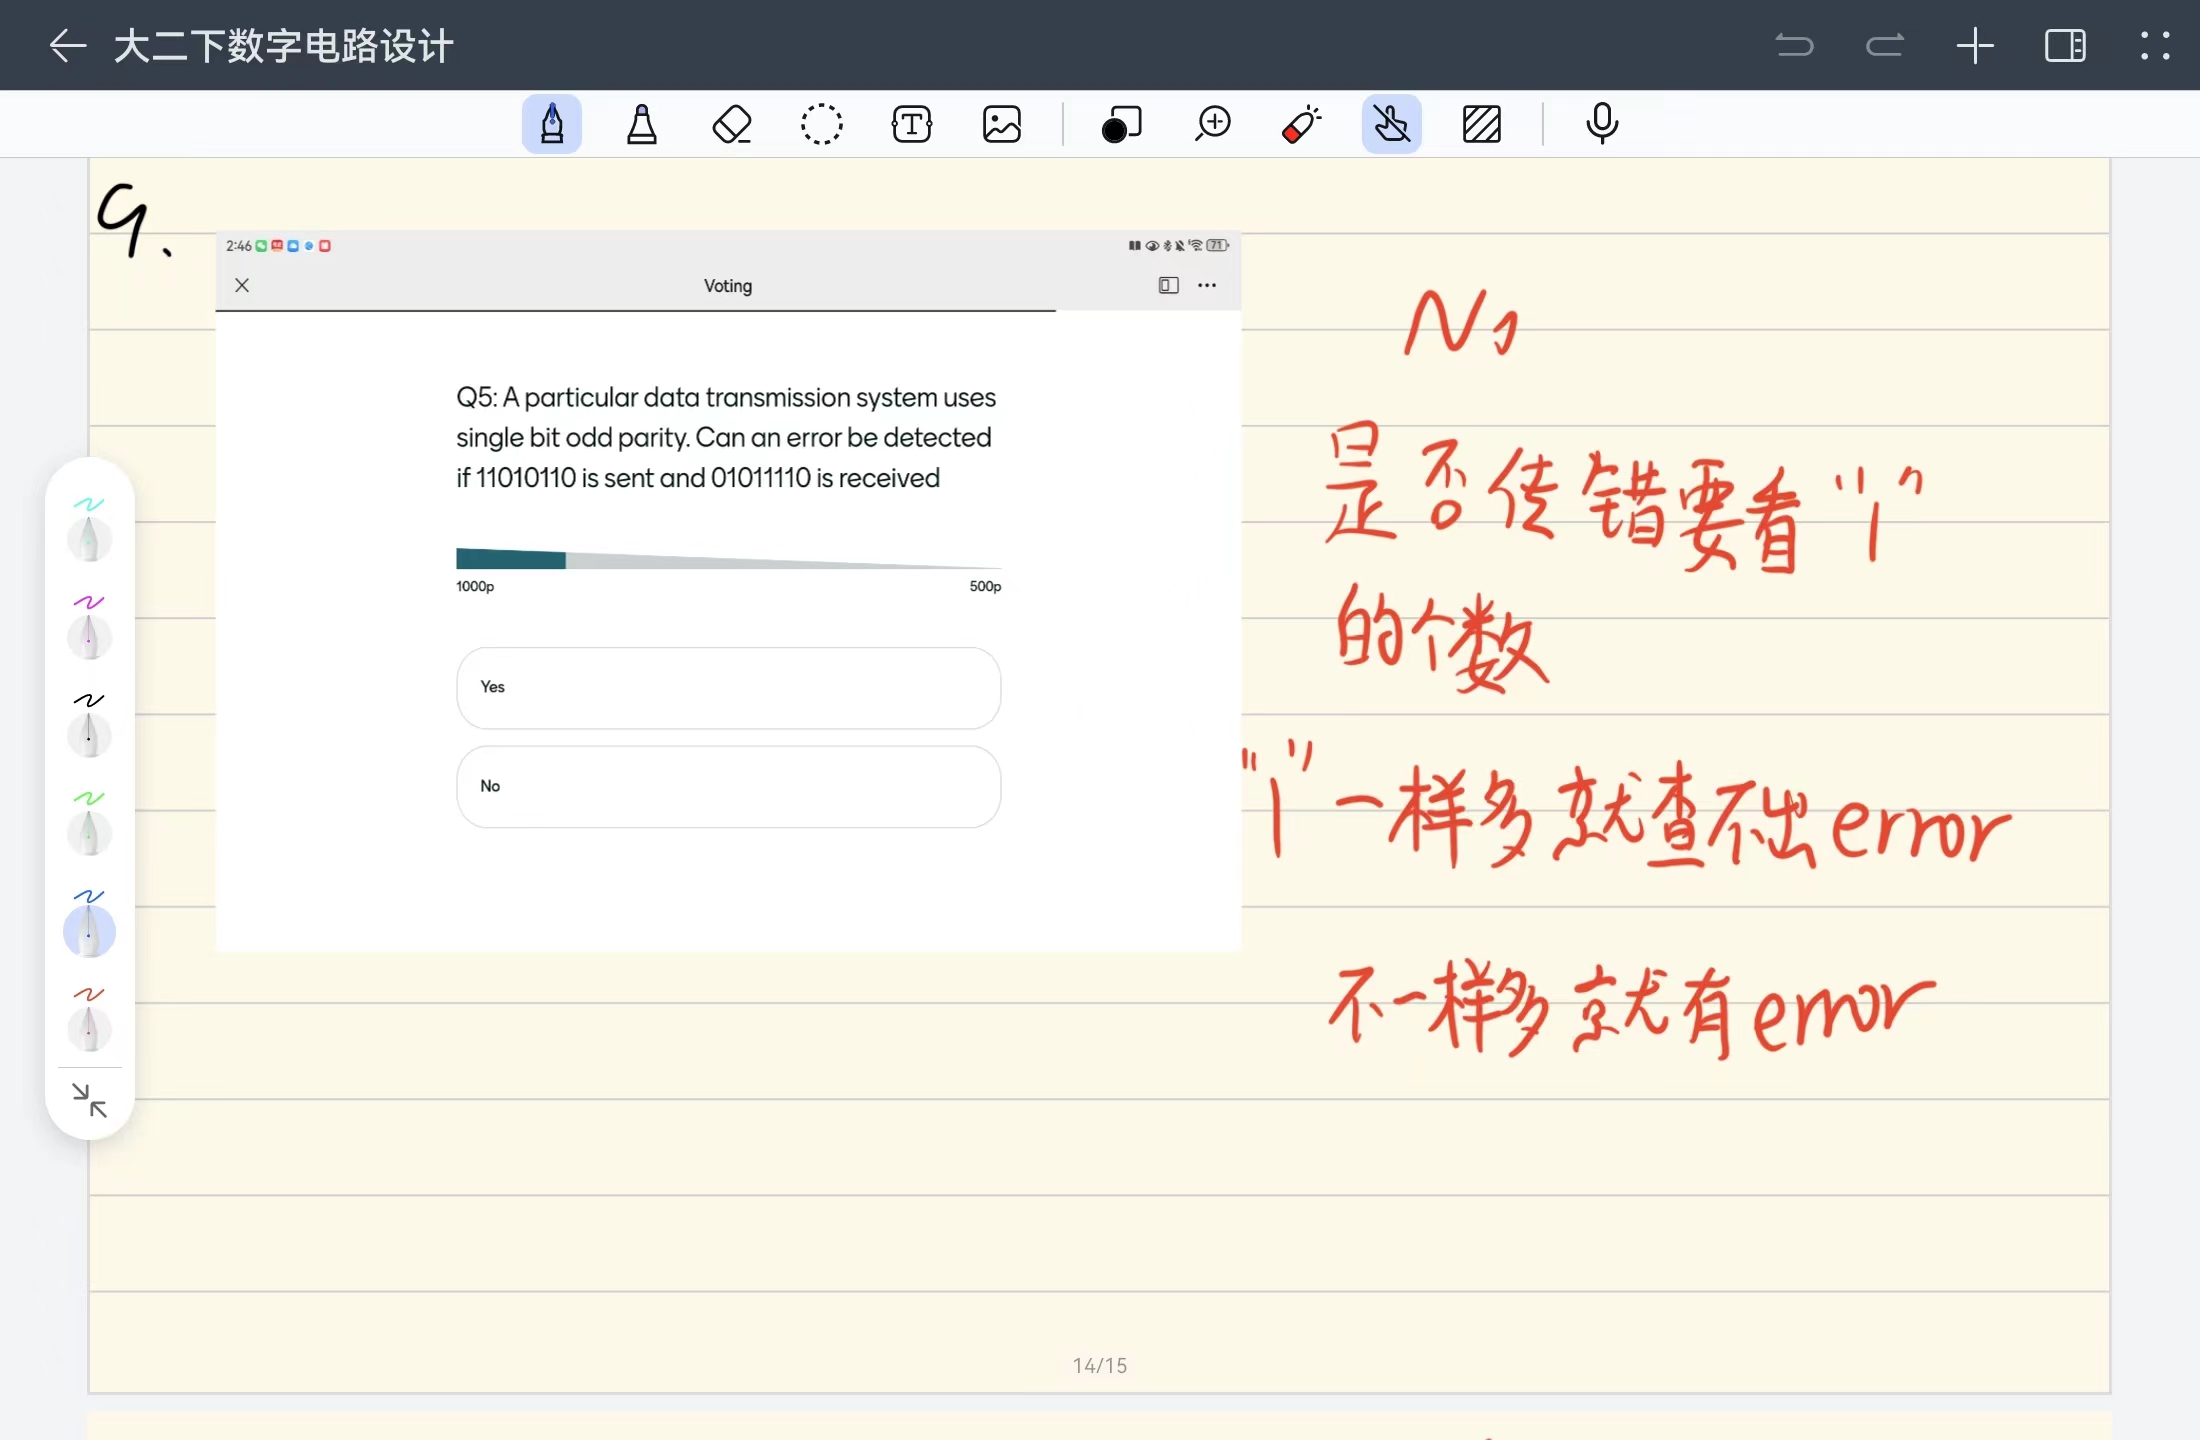 大二下数字电路设计
9.
2:46
71
Voting
Q5: A particular data transmission system uses
single bit odd parity. Can an error be detected
if 11010110 is sent and 01011110 is received
1000p
500p
Yes
No
No
是否传错要看“1”
的个数
“1”一样多就查不出error
不一样多就有error
14/15